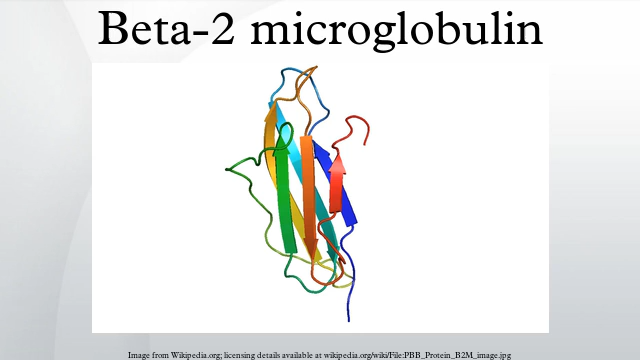 Beta-2 microglobulin
Image from Wikipedia.org; licensing details available at wikipedia.org/wiki/File:PBB_Protein_B2M_image.jpg